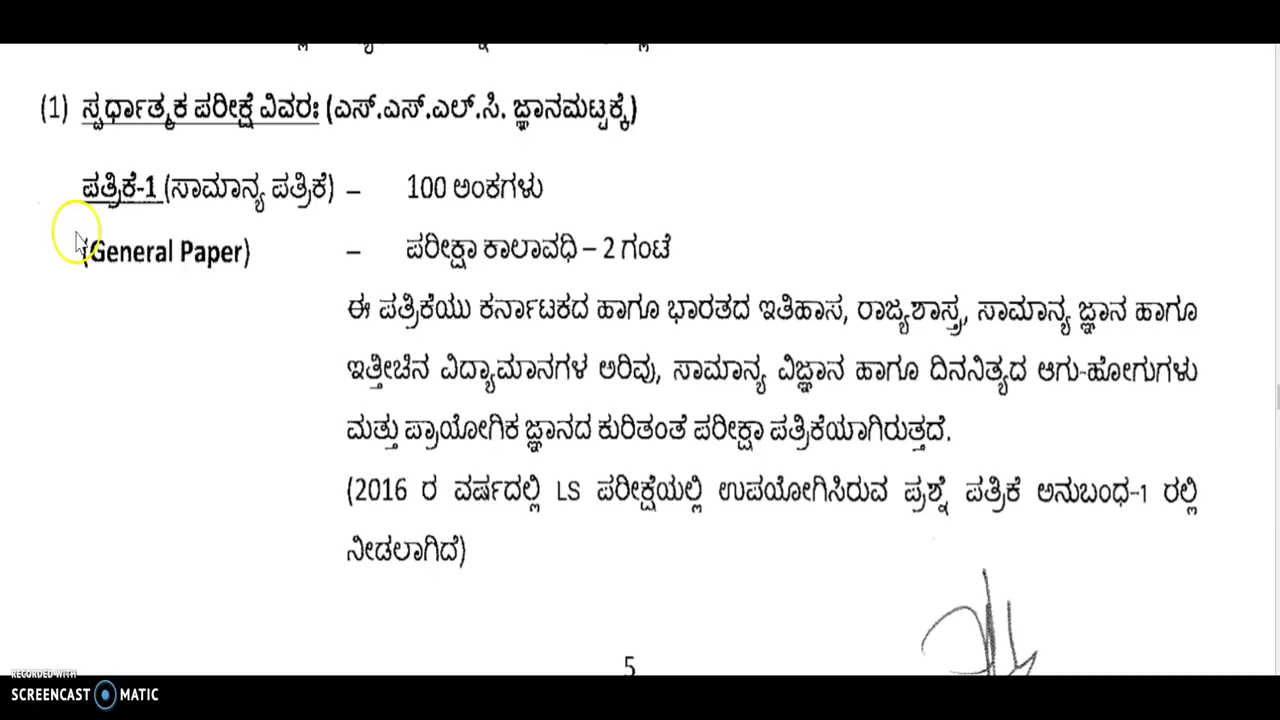 (1) ಸ್ಪರ್ಧಾತ್ಮಕ ಪರೀಕ್ಷೆ ವಿವರಃ (ಎಸ್.ಎಸ್.ಎಲ್.ಸಿ. ಜ್ಞಾನಮಟ್ಟಕ್ಕೆ)
ಪತ್ರಿಕೆ-1 (ಸಾಮಾನ್ಯ ಪತ್ರಿಕೆ) – 100 ಅಂಕಗಳು
(General Paper) – ಪರೀಕ್ಷಾ ಕಾಲಾವಧಿ – 2 ಗಂಟೆ
ಈ ಪತ್ರಿಕೆಯು ಕರ್ನಾಟಕದ ಹಾಗೂ ಭಾರತದ ಇತಿಹಾಸ, ರಾಜ್ಯಶಾಸ್ತ್ರ, ಸಾಮಾನ್ಯ ಜ್ಞಾನ ಹಾಗೂ
ಇತ್ತೀಚಿನ ವಿದ್ಯಾಮಾನಗಳ ಅರಿವು, ಸಾಮಾನ್ಯ ವಿಜ್ಞಾನ ಹಾಗೂ ದಿನನಿತ್ಯದ ಆಗು-ಹೋಗುಗಳು
ಮತ್ತು ಪ್ರಾಯೋಗಿಕ ಜ್ಞಾನದ ಕುರಿತಂತೆ ಪರೀಕ್ಷಾ ಪತ್ರಿಕೆಯಾಗಿರುತ್ತದೆ.
(2016 ರ ವರ್ಷದಲ್ಲಿ LS ಪರೀಕ್ಷೆಯಲ್ಲಿ ಉಪಯೋಗಿಸಿರುವ ಪ್ರಶ್ನೆ ಪತ್ರಿಕೆ ಅನುಬಂಧ-1 ರಲ್ಲಿ
ನೀಡಲಾಗಿದೆ)
5
RECORDED WITH
SCREENCAST MATIC